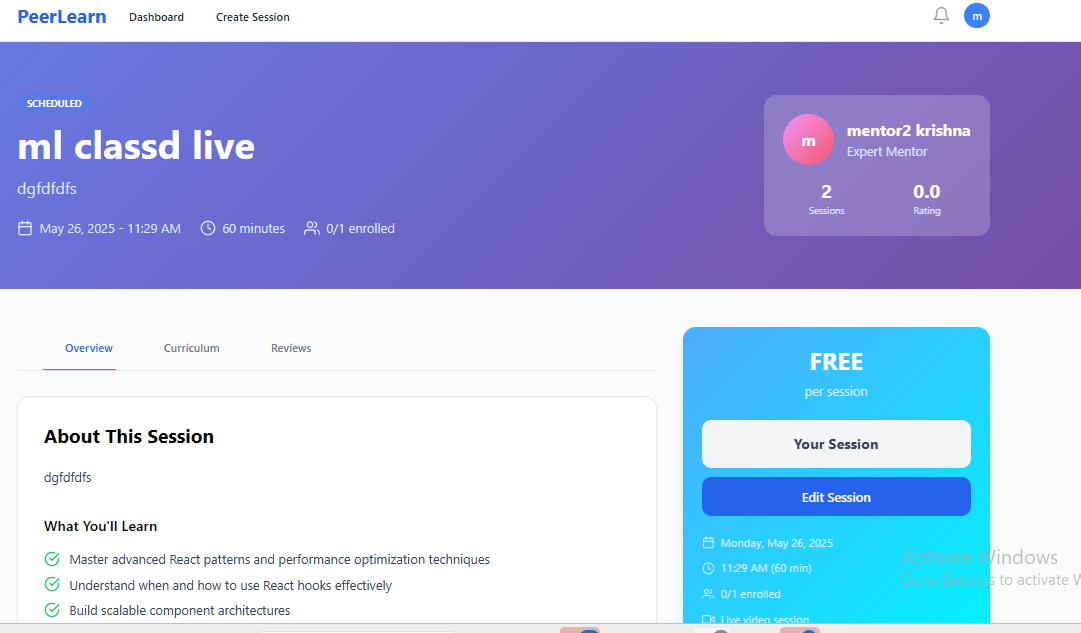 PeerLearn Dashboard Create Session m
SCHEDULED
ml classd live
dgfdfdfs
May 26, 2025 - 11:29 AM 60 minutes 0/1 enrolled
m
mentor2 krishna
Expert Mentor
2 0.0
Sessions Rating
Overview Curriculum Reviews
About This Session
dgfdfdfs
What You'll Learn
Master advanced React patterns and performance optimization techniques
Understand when and how to use React hooks effectively
Build scalable component architectures
FREE
per session
Your Session
Edit Session
Monday, May 26, 2025
11:29 AM (60 min)
0/1 enrolled
Live video session
Activate Windows
Go to Settings to activate W